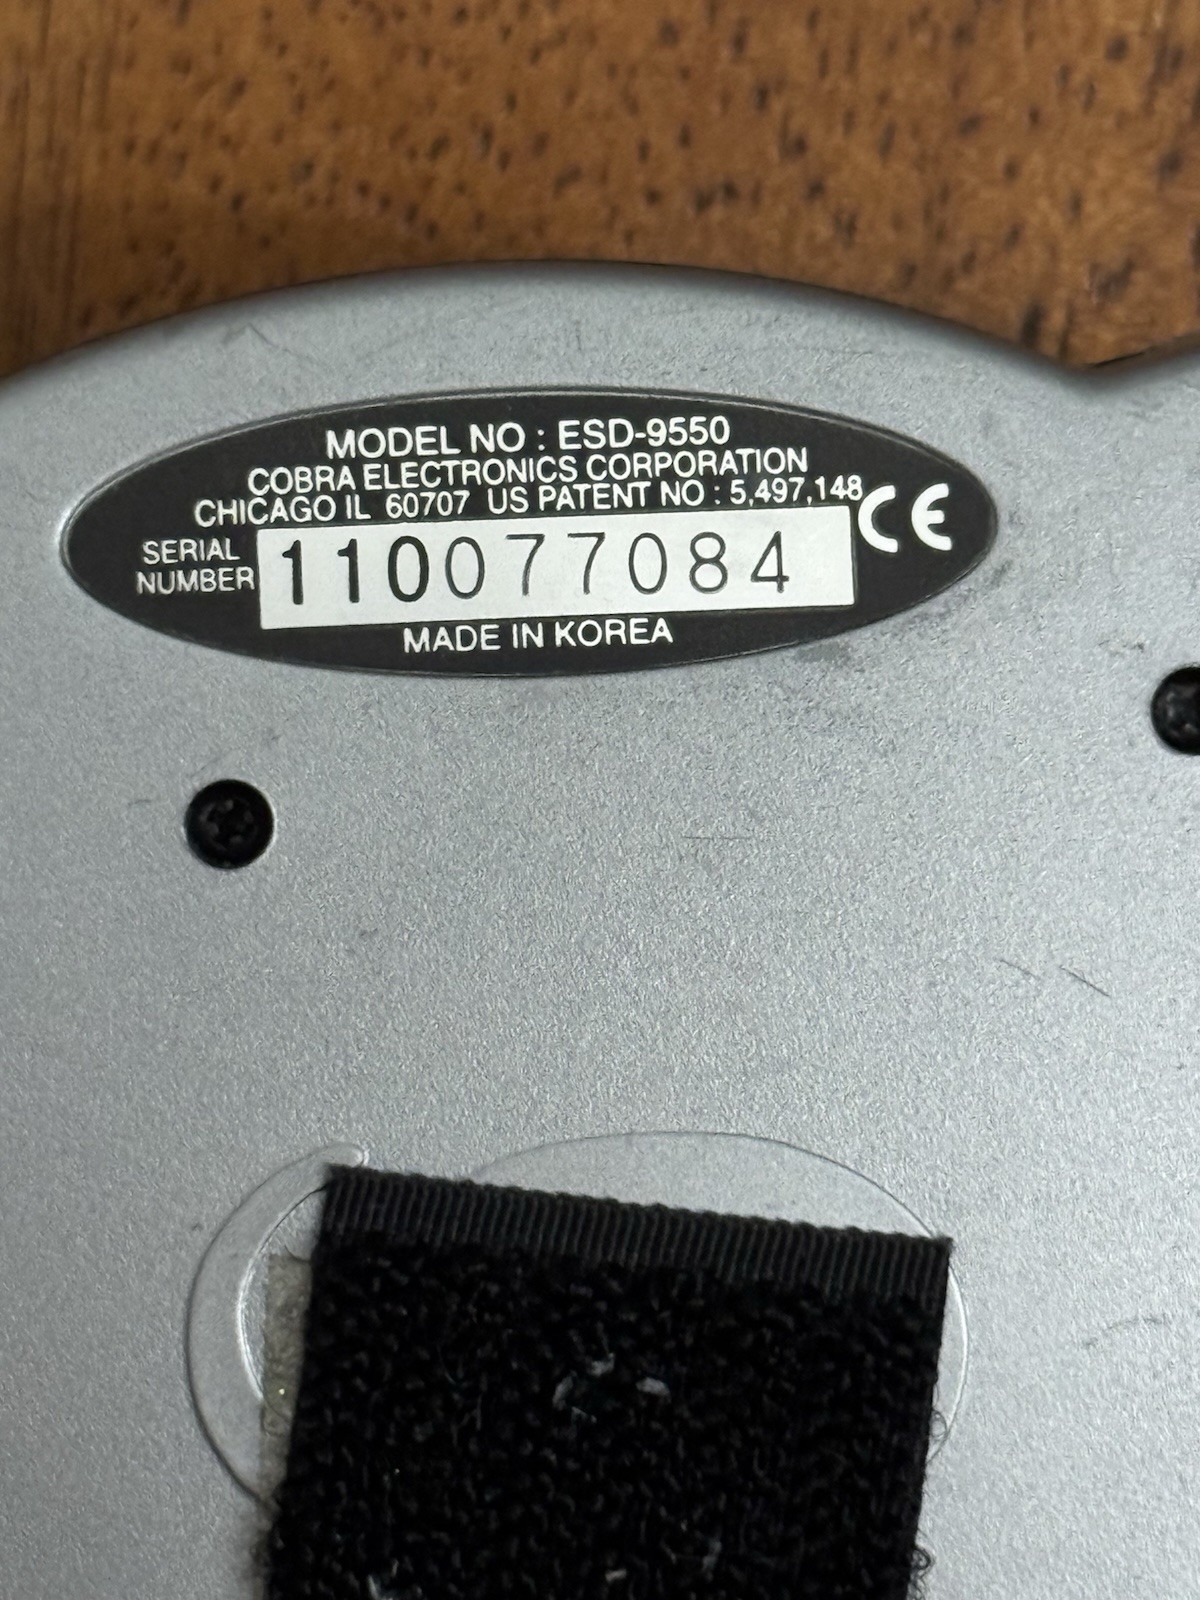 MODEL NO : ESD-9550
COBRA ELECTRONICS CORPORATION
CHICAGO IL 60707 US PATENT NO : 5,497,148
CE
SERIAL
NUMBER
110077084
MADE IN KOREA